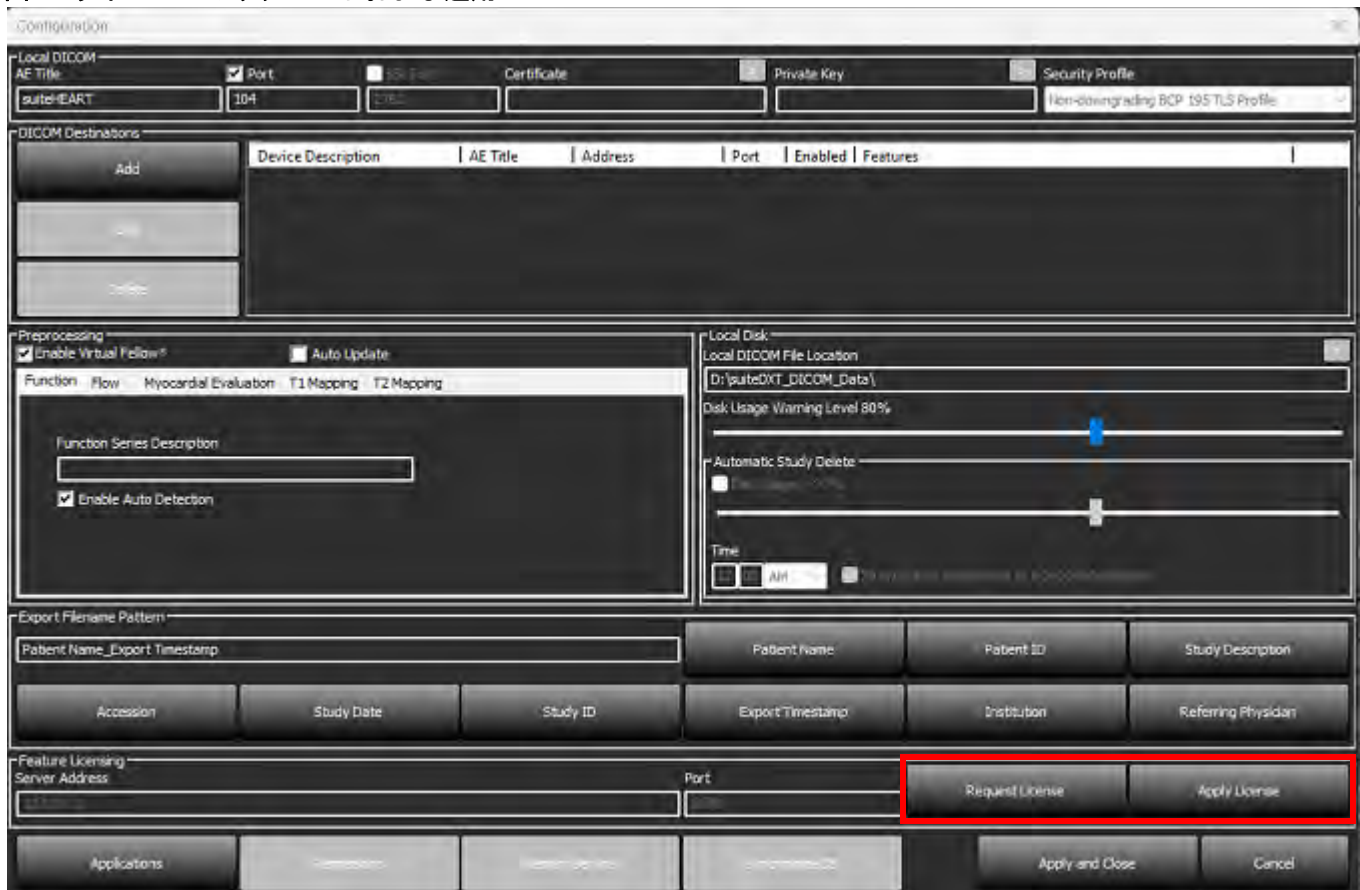 Configuration
Local DICOM
AE Title Port Certificate Private Key Security Profile
suiteHEART 104 Non-downgrading BCP 195 TLS Profile
DICOM Destinations
Add
Device Description AE Title Address Port Enabled Features
Delete
Preprocessing
Enable Virtual Fellow® Auto Update
Function Flow Myocardial Evaluation T1 Mapping T2 Mapping
Function Series Description
Enable Auto Detection
Local Disk
Local DICOM File Location
D:\suiteDXT_DICOM_Data\
Disk Usage Warning Level 80%
Automatic Study Delete
Time
AM
Export Filename Pattern
Patient Name_Export Timestamp
Patient Name Patient ID Study Description
Accession Study Date Study ID Export Timestamp Institution Referring Physician
Feature Licensing
Server Address Port
Request License Apply License
Applications Apply and Close Cancel